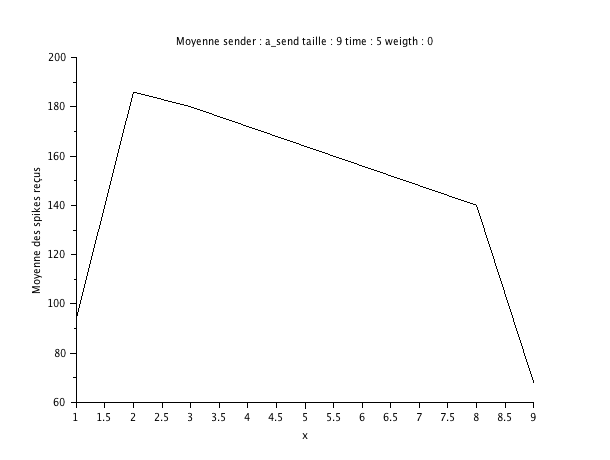 Moyenne sender : a_send taille : 9 time : 5 weigth : 0
200
180
160
140
120
100
80
60
Moyenne des spikes reçus
1 1.5 2 2.5 3 3.5 4 4.5 5 5.5 6 6.5 7 7.5 8 8.5 9
x